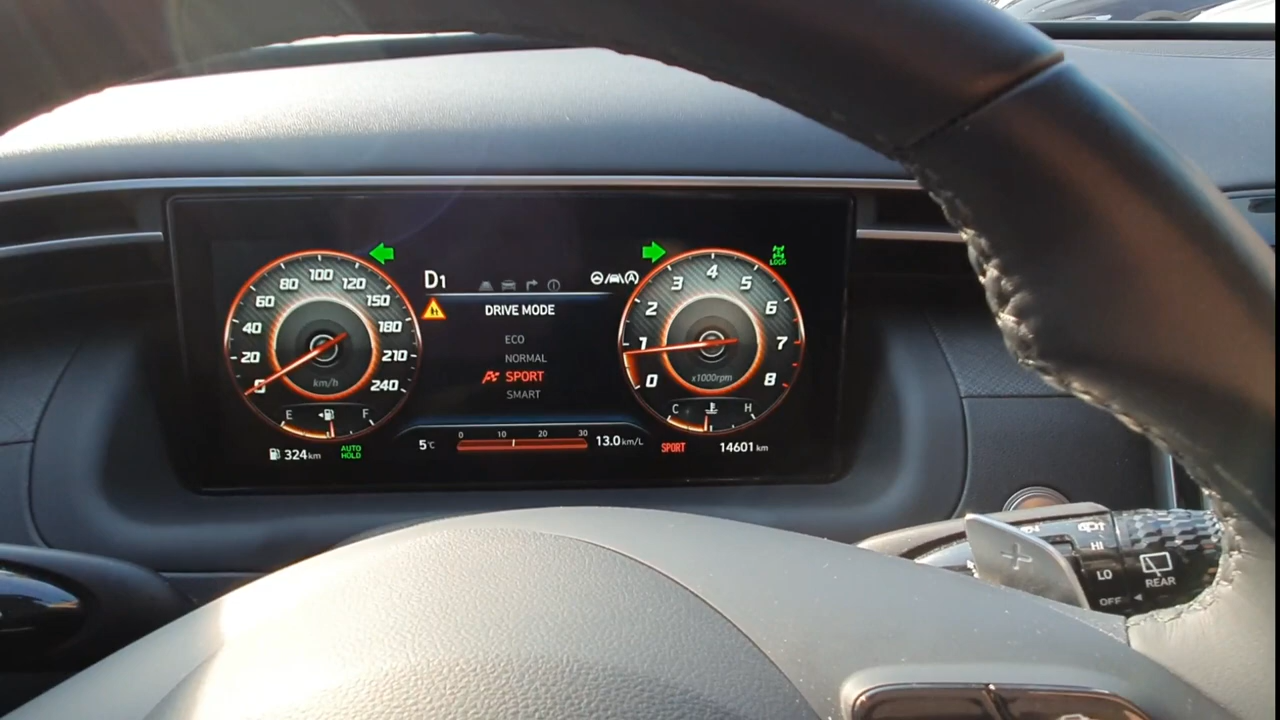 D1
DRIVE MODE
ECO
NORMAL
SPORT
SMART
0 20 40 60 80 100 120 150 180 210 240
km/h
E F
324km
AUTO
HOLD
5°C
0 10 20 30
13.0km/L
0 1 2 3 4 5 6 7 8
x1000rpm
C H
SPORT
14601 km
LOCK
HI
LO
OFF
REAR